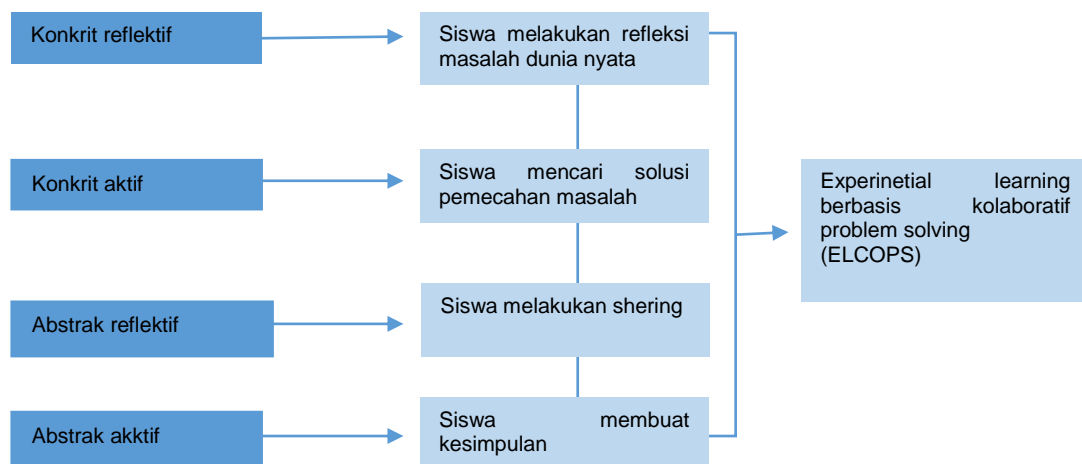 Konkrit reflektif
Siswa melakukan refleksi
masalah dunia nyata
Konkrit aktif
Siswa mencari solusi
pemecahan masalah
Experinetial learning
berbasis kolaboratif
problem solving
(ELCOPS)
Abstrak reflektif
Siswa melakukan shering
Abstrak akktif
Siswa membuat
kesimpulan